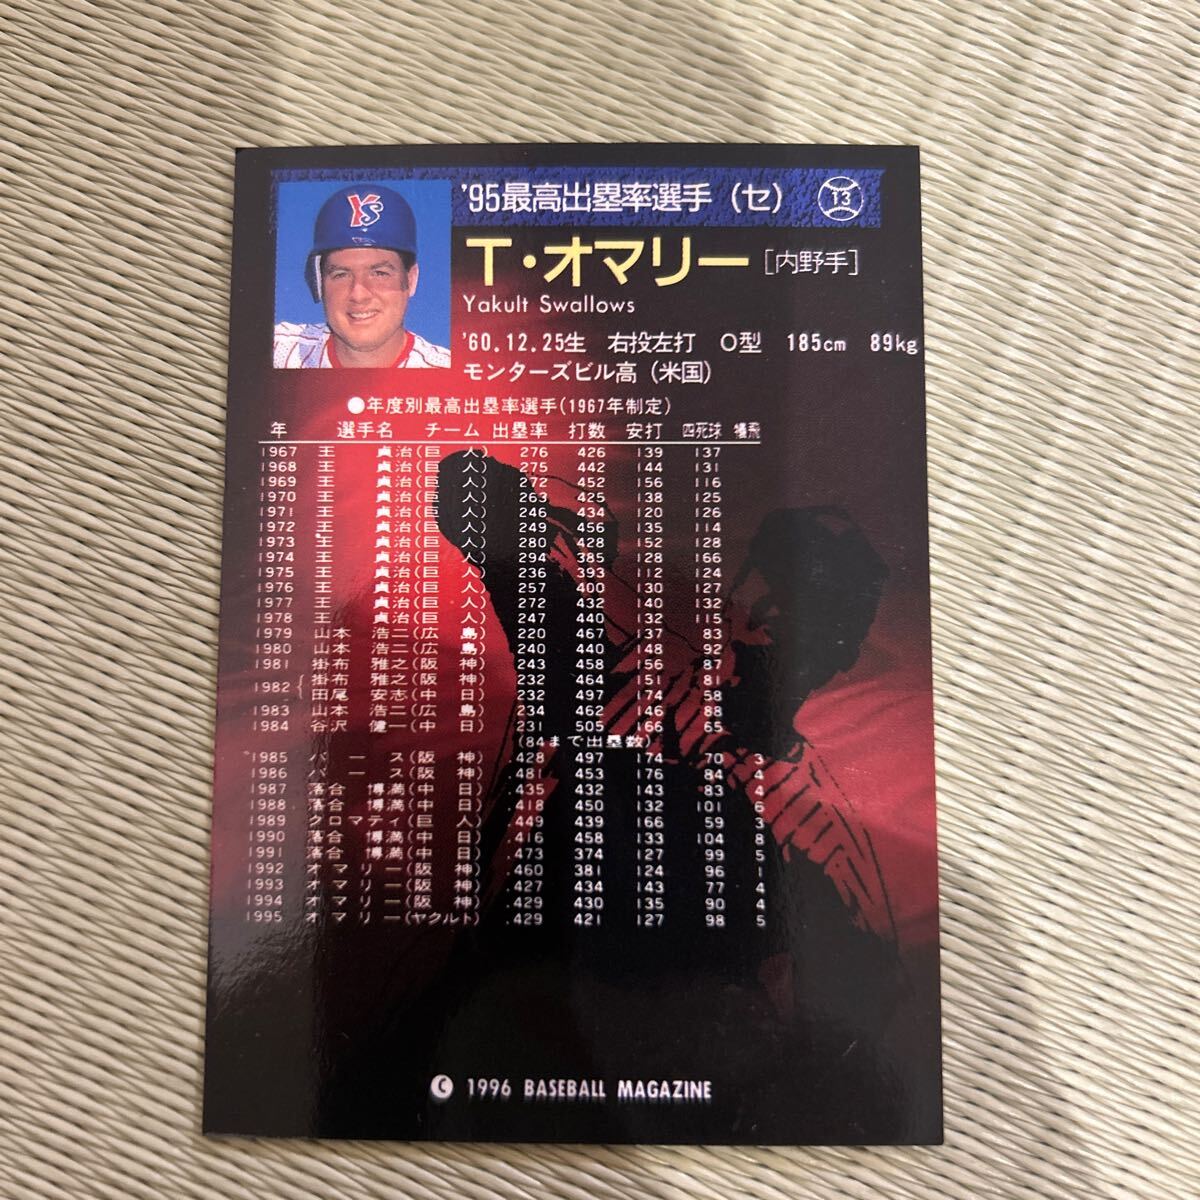 YS
'95最高出塁率選手（セ）
13
T・オマリー［内野手］
Yakult Swallows
'60.12.25生 右投左打 O型 185cm 89kg
モンターズビル高（米国）
●年度別最高出塁率選手(1967年制定)
年 選手名 チーム 出塁率 打数 安打 四死球 犠飛
1967 王 貞治(巨 人) 276 426 139 137
1968 王 貞治(巨 人) 275 442 144 131
1969 王 貞治(巨 人) 272 452 156 116
1970 王 貞治(巨 人) 263 425 138 125
1971 王 貞治(巨 人) 246 434 120 126
1972 王 貞治(巨 人) 249 456 135 114
1973 王 貞治(巨 人) 280 428 152 128
1974 王 貞治(巨 人) 294 385 128 166
1975 王 貞治(巨 人) 236 393 112 124
1976 王 貞治(巨 人) 257 400 130 127
1977 王 貞治(巨 人) 272 432 140 132
1978 王 貞治(巨 人) 247 440 132 115
1979 山本 浩二(広 島) 220 467 137 83
1980 山本 浩二(広 島) 240 440 148 92
1981 掛布 雅之(阪 神) 243 458 156 87
1982{掛布 雅之(阪 神) 232 464 151 81
田尾 安志(中 日) 232 497 174 58
1983 山本 浩二(広 島) 234 462 146 88
1984 谷沢 健一(中 日) 231 505 166 65
(84まで出塁数)
1985 バース(阪 神) .428 497 174 70 3
1986 バース(阪 神) .481 453 176 84 4
1987 落合 博満(中 日) .435 432 143 83 4
1988 落合 博満(中 日) .418 450 132 101 6
1989 クロマティ(巨 人) .449 439 166 59 3
1990 落合 博満(中 日) .416 458 133 104 8
1991 落合 博満(中 日) .473 374 127 99 5
1992 オマリー(阪 神) .460 381 124 96 1
1993 オマリー(阪 神) .427 434 143 77 4
1994 オマリー(阪 神) .429 430 135 90 4
1995 オマリー(ヤクルト) .429 421 127 98 5
© 1996 BASEBALL MAGAZINE